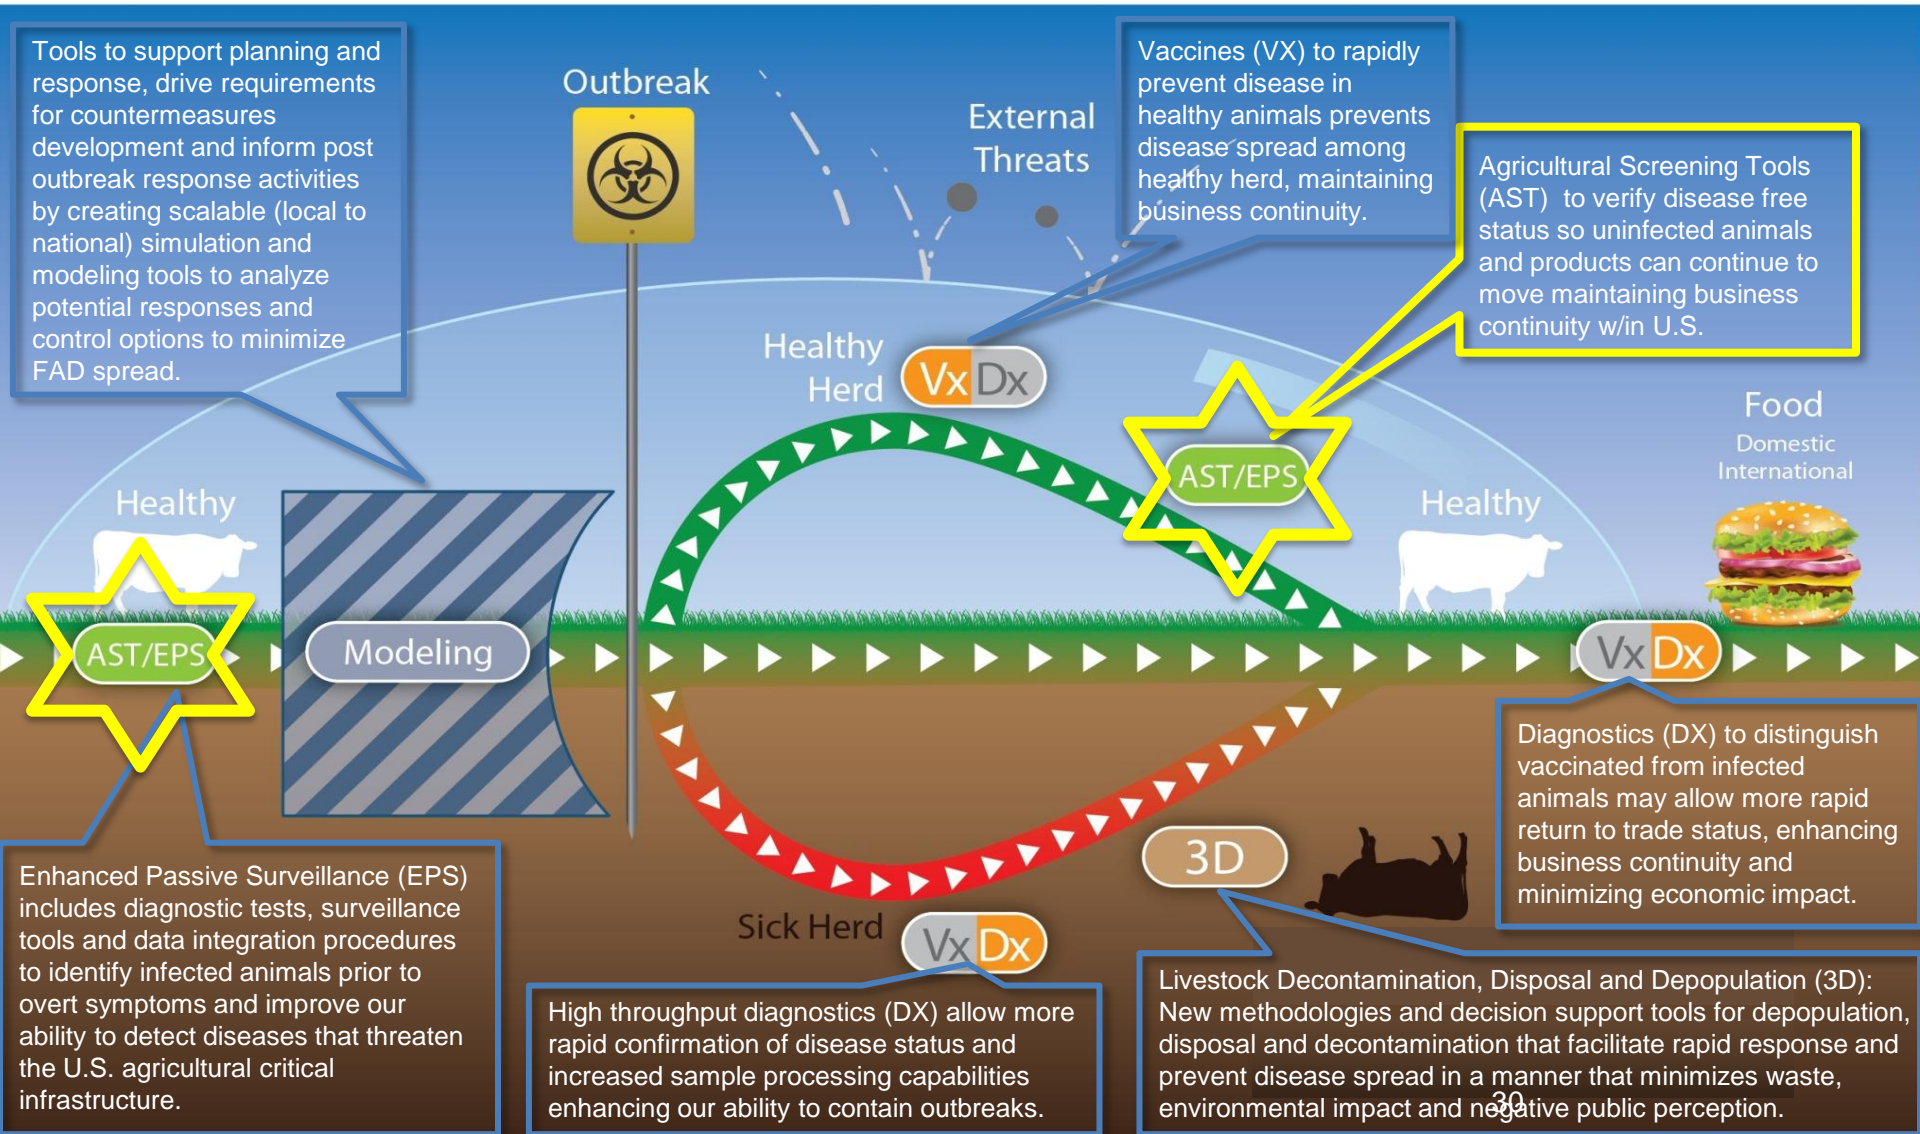 Tools to support planning and
response, drive requirements
for countermeasures
development and inform post
outbreak response activities
by creating scalable (local to
national) simulation and
modeling tools to analyze
potential responses and
control options to minimize
FAD spread.
Outbreak
External
Threats
Vaccines (VX) to rapidly
prevent disease in
healthy animals prevents
disease spread among
healthy herd, maintaining
business continuity.
Agricultural Screening Tools
(AST) to verify disease free
status so uninfected animals
and products can continue to
move maintaining business
continuity w/in U.S.
Healthy
Herd
Vx Dx
AST/EPS
Food
Domestic
International
Healthy
Healthy
AST/EPS
Modeling
Vx Dx
Sick Herd
Vx Dx
3D
Diagnostics (DX) to distinguish
vaccinated from infected
animals may allow more rapid
return to trade status, enhancing
business continuity and
minimizing economic impact.
Enhanced Passive Surveillance (EPS)
includes diagnostic tests, surveillance
tools and data integration procedures
to identify infected animals prior to
overt symptoms and improve our
ability to detect diseases that threaten
the U.S. agricultural critical
infrastructure.
High throughput diagnostics (DX) allow more
rapid confirmation of disease status and
increased sample processing capabilities
enhancing our ability to contain outbreaks.
Livestock Decontamination, Disposal and Depopulation (3D):
New methodologies and decision support tools for depopulation,
disposal and decontamination that facilitate rapid response and
prevent disease spread in a manner that minimizes waste,
environmental impact and negative public perception.
30